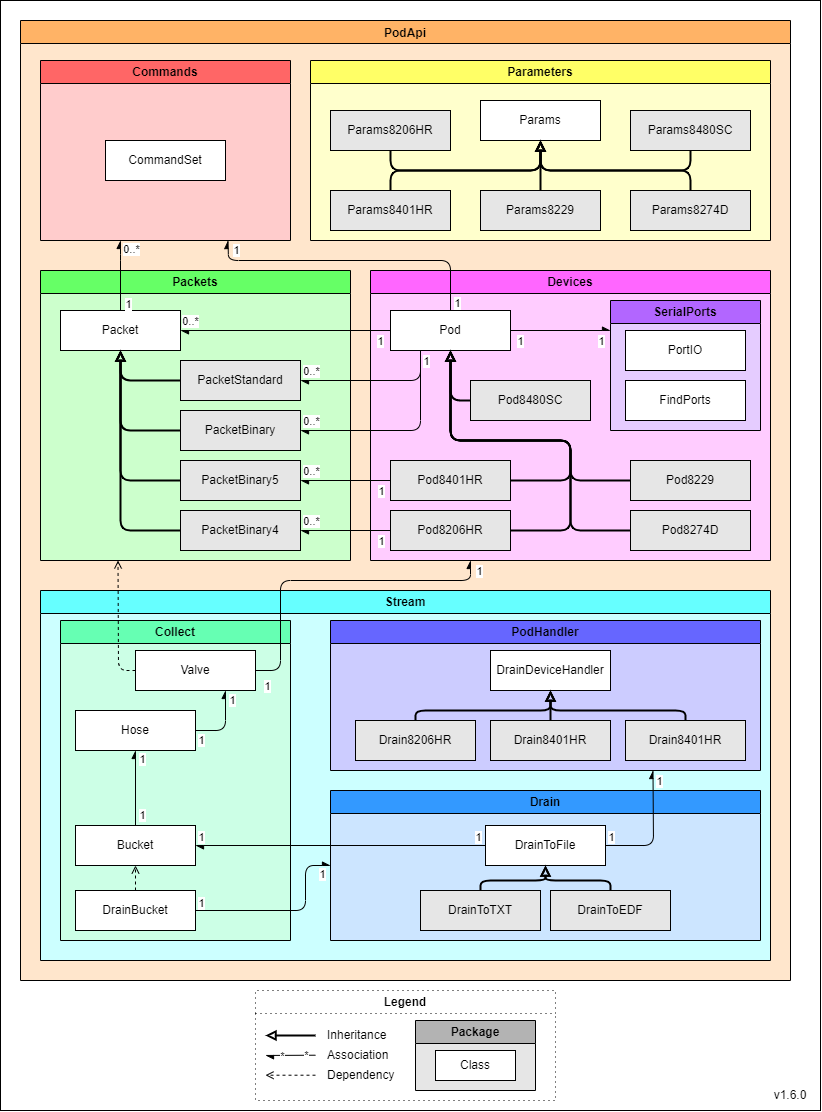 PodApi
Commands
Parameters
Params
Params8206HR
Params8480SC
CommandSet
Params8401HR
Params8229
Params8274D
0..*
1
Packets
Devices
1
1
SerialPorts
Packet
0..*
Pod
1
1
1
PortIO
1
PacketStandard
0..*
Pod8480SC
FindPorts
PacketBinary
0..*
PacketBinary5
0..*
Pod8401HR
Pod8229
1
PacketBinary4
0..*
Pod8206HR
Pod8274D
1
1
Stream
Collect
PodHandler
Valve
DrainDeviceHandler
1
1
Hose
1
Drain8206HR
Drain8401HR
Drain8401HR
1
1
Drain
1
Bucket
1
1
DrainToFile
1
1
DrainBucket
1
DrainToTXT
DrainToEDF
Legend
Inheritance
Package
Association
Class
Dependency
v1.6.0